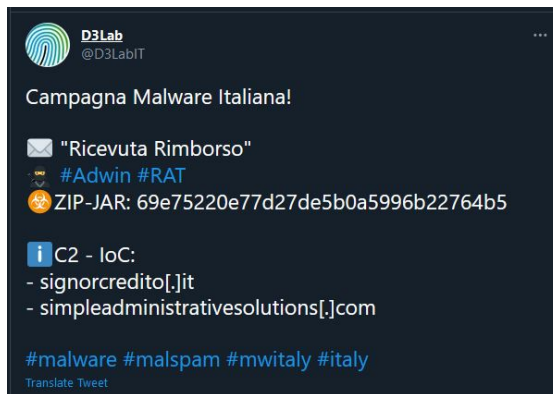 D3Lab
@D3LabIT
Campagna Malware Italiana!
"Ricevuta Rimborso"
#Adwin #RAT
ZIP-JAR: 69e75220e77d27de5b0a5996b22764b5
C2 - IoC:
- signorcredito[.]it
- simpleadministrativesolutions[.]com
#malware #malspam #mwitaly #italy
Translate Tweet